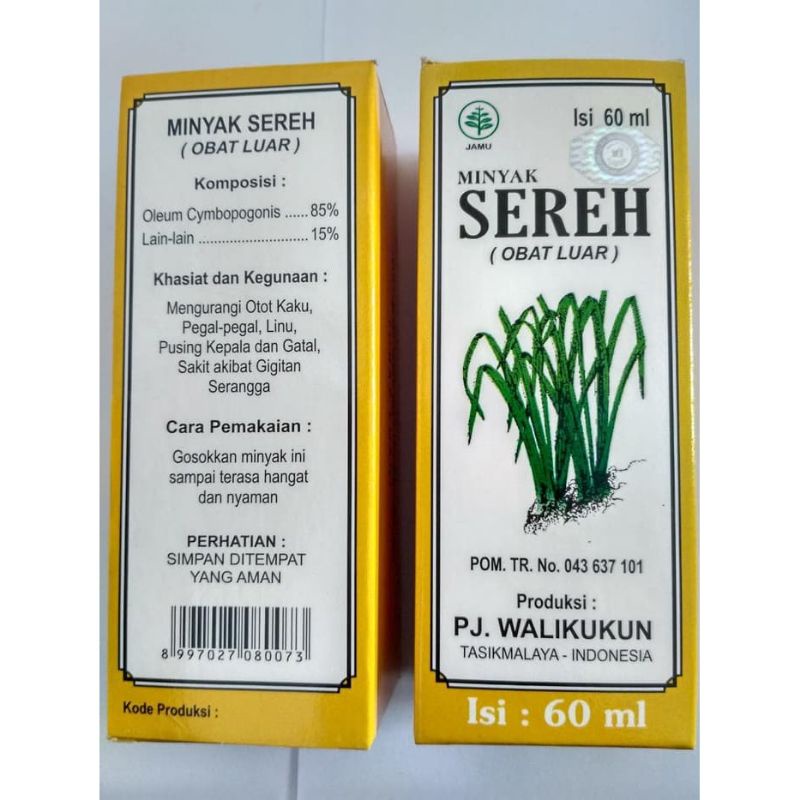 MINYAK SEREH
( OBAT LUAR )
Komposisi :
Oleum Cymbopogonis ...... 85%
Lain-lain ........................... 15%
Khasiat dan Kegunaan :
Mengurangi Otot Kaku,
Pegal-pegal, Linu,
Pusing Kepala dan Gatal,
Sakit akibat Gigitan
Serangga
Cara Pemakaian :
Gosokkan minyak ini
sampai terasa hangat
dan nyaman
PERHATIAN :
SIMPAN DITEMPAT
YANG AMAN
8 997027 080073
Kode Produksi :
JAMU
Isi 60 ml
MINYAK
SEREH
( OBAT LUAR )
POM. TR. No. 043 637 101
Produksi :
PJ. WALIKUKUN
TASIKMALAYA - INDONESIA
Isi : 60 ml